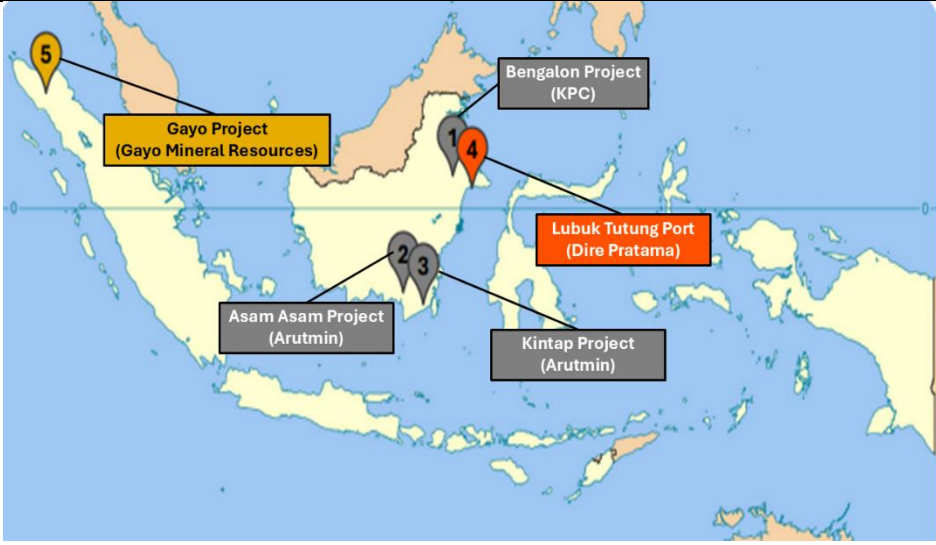 5
Gayo Project
(Gayo Mineral Resources)
Bengalon Project
(KPC)
1
4
0
0
Lubuk Tutung Port
(Dire Pratama)
2
3
Asam Asam Project
(Arutmin)
Kintap Project
(Arutmin)